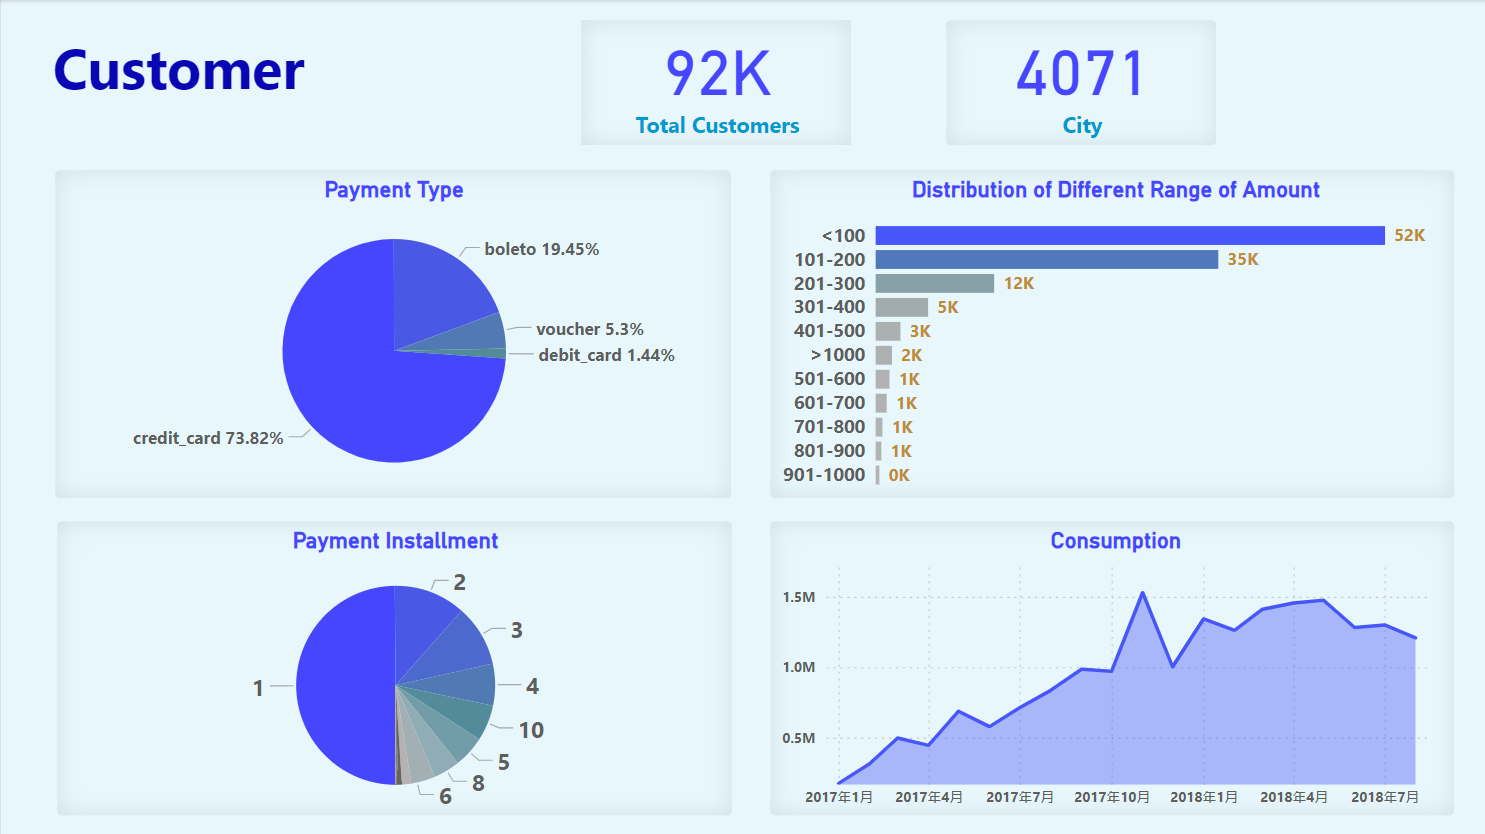 Customer
92K
Total Customers
4071
City
Payment Type
boleto 19.45%
voucher 5.3%
debit_card 1.44%
credit_card 73.82%
Distribution of Different Range of Amount
<100 52K
101-200 35K
201-300 12K
301-400 5K
401-500 3K
>1000 2K
501-600 1K
601-700 1K
701-800 1K
801-900 1K
901-1000 0K
Payment Installment
2
3
1
4
10
5
8
6
Consumption
1.5M
1.0M
0.5M
2017年1月 2017年4月 2017年7月 2017年10月 2018年1月 2018年4月 2018年7月